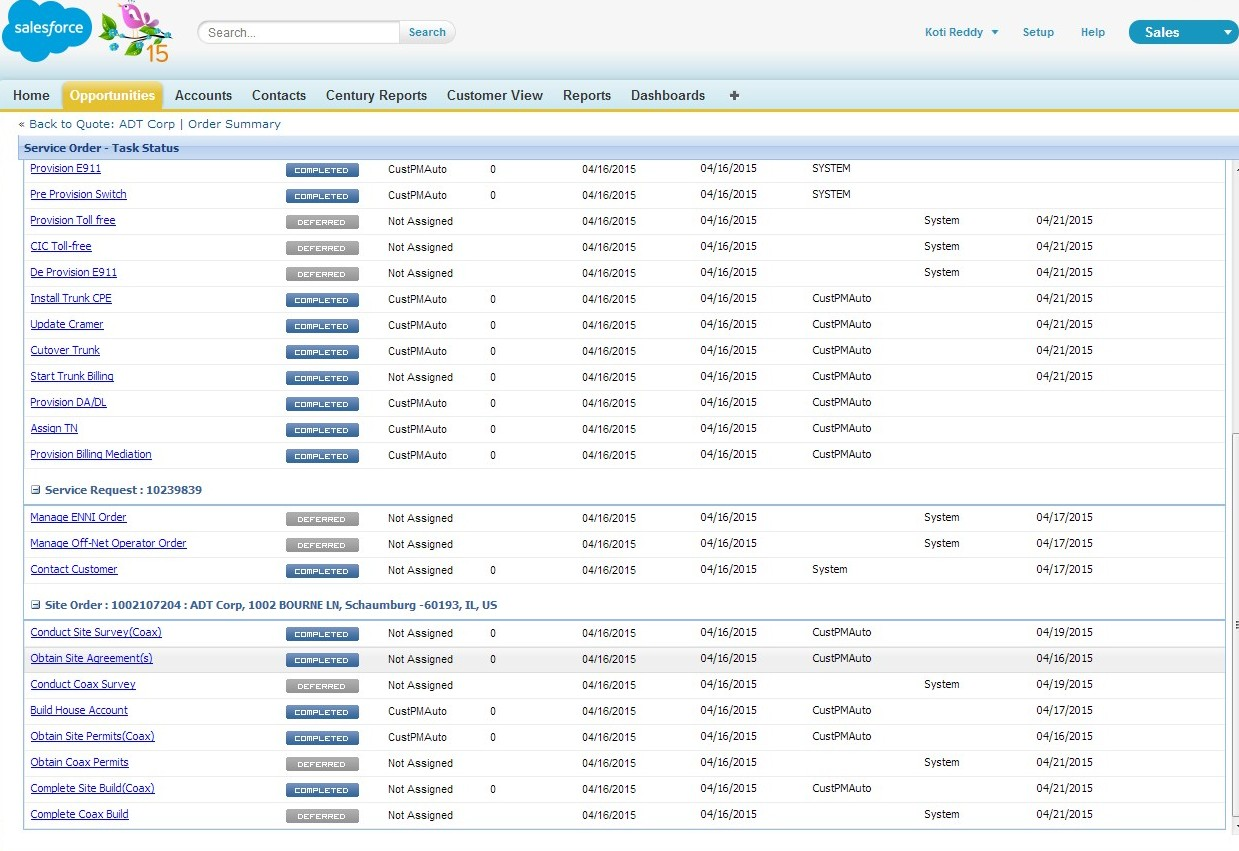 salesforce
15
Search...
Search
Koti Reddy
Setup
Help
Sales
Home Opportunities Accounts Contacts Century Reports Customer View Reports Dashboards +
« Back to Quote: ADT Corp | Order Summary
Service Order - Task Status
Provision E911 COMPLETED CustPMAuto 0 04/16/2015 04/16/2015 SYSTEM
Pre Provision Switch COMPLETED CustPMAuto 0 04/16/2015 04/16/2015 SYSTEM
Provision Toll free DEFERRED Not Assigned 04/16/2015 04/16/2015 System 04/21/2015
CIC Toll-free DEFERRED Not Assigned 04/16/2015 04/16/2015 System 04/21/2015
De Provision E911 DEFERRED Not Assigned 04/16/2015 04/16/2015 System 04/21/2015
Install Trunk CPE COMPLETED CustPMAuto 0 04/16/2015 04/16/2015 CustPMAuto 04/21/2015
Update Cramer COMPLETED CustPMAuto 0 04/16/2015 04/16/2015 CustPMAuto 04/21/2015
Cutover Trunk COMPLETED CustPMAuto 0 04/16/2015 04/16/2015 CustPMAuto 04/21/2015
Start Trunk Billing COMPLETED Not Assigned 0 04/16/2015 04/16/2015 CustPMAuto 04/21/2015
Provision DA/DL COMPLETED CustPMAuto 0 04/16/2015 04/16/2015 CustPMAuto
Assign TN COMPLETED CustPMAuto 0 04/16/2015 04/16/2015 CustPMAuto
Provision Billing Mediation COMPLETED CustPMAuto 0 04/16/2015 04/16/2015 CustPMAuto
Service Request : 10239839
Manage ENNI Order DEFERRED Not Assigned 04/16/2015 04/16/2015 System 04/17/2015
Manage Off-Net Operator Order DEFERRED Not Assigned 04/16/2015 04/16/2015 System 04/17/2015
Contact Customer COMPLETED Not Assigned 0 04/16/2015 04/16/2015 System 04/17/2015
Site Order : 1002107204 : ADT Corp, 1002 BOURNE LN, Schaumburg -60193, IL, US
Conduct Site Survey(Coax) COMPLETED Not Assigned 0 04/16/2015 04/16/2015 CustPMAuto 04/19/2015
Obtain Site Agreement(s) COMPLETED Not Assigned 0 04/16/2015 04/16/2015 CustPMAuto 04/16/2015
Conduct Coax Survey DEFERRED Not Assigned 04/16/2015 04/16/2015 System 04/19/2015
Build House Account COMPLETED CustPMAuto 0 04/16/2015 04/16/2015 CustPMAuto 04/17/2015
Obtain Site Permits(Coax) COMPLETED CustPMAuto 0 04/16/2015 04/16/2015 CustPMAuto 04/16/2015
Obtain Coax Permits DEFERRED Not Assigned 04/16/2015 04/16/2015 System 04/21/2015
Complete Site Build(Coax) COMPLETED Not Assigned 0 04/16/2015 04/16/2015 CustPMAuto 04/21/2015
Complete Coax Build DEFERRED Not Assigned 04/16/2015 04/16/2015 System 04/21/2015